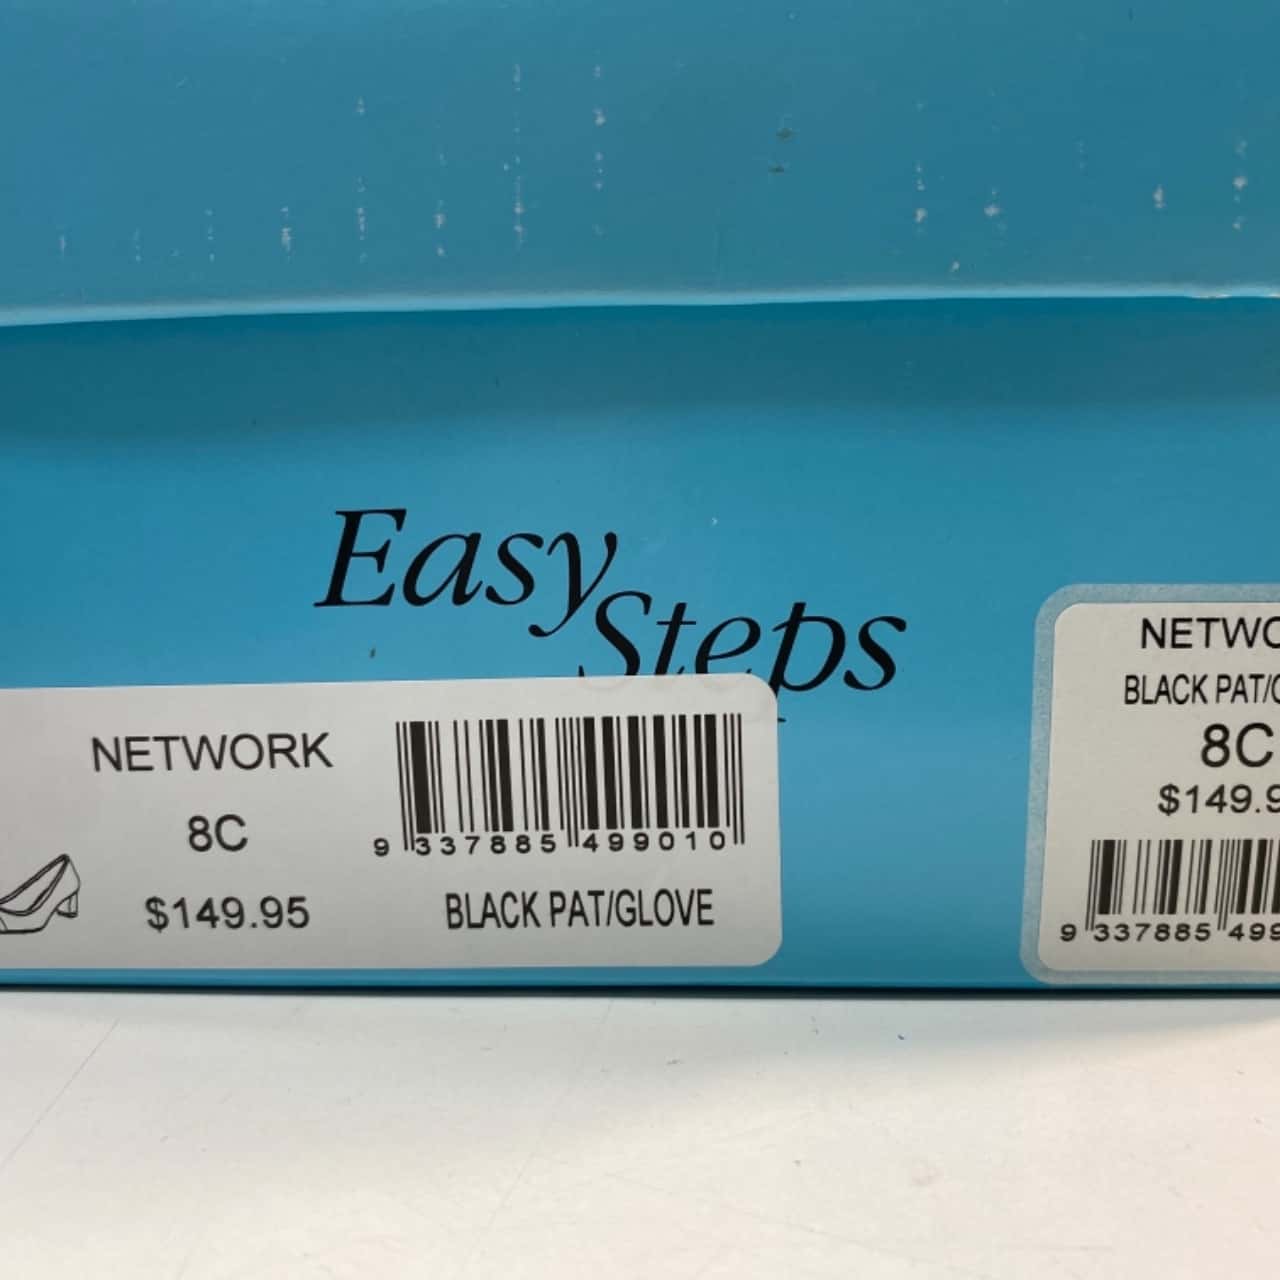 Easy
Steps
NETWORK
8C
$149.95
9 337885 499010
BLACK PAT/GLOVE
NETWO
BLACK PAT/G
8C
$149.9
9 337885 499